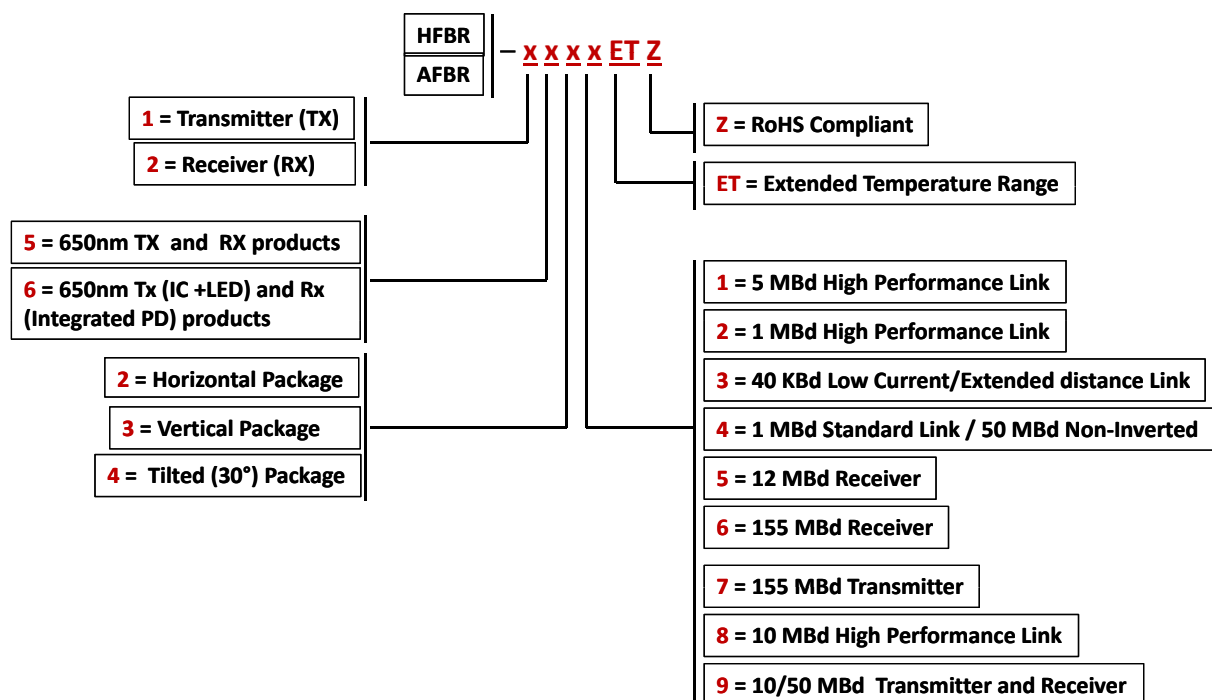 HFBR
AFBR
– x x x x ET Z
1 = Transmitter (TX)
2 = Receiver (RX)
5 = 650nm TX and RX products
6 = 650nm Tx (IC +LED) and Rx
(Integrated PD) products
2 = Horizontal Package
3 = Vertical Package
4 = Tilted (30°) Package
Z = RoHS Compliant
ET = Extended Temperature Range
1 = 5 MBd High Performance Link
2 = 1 MBd High Performance Link
3 = 40 KBd Low Current/Extended distance Link
4 = 1 MBd Standard Link / 50 MBd Non-Inverted
5 = 12 MBd Receiver
6 = 155 MBd Receiver
7 = 155 MBd Transmitter
8 = 10 MBd High Performance Link
9 = 10/50 MBd Transmitter and Receiver